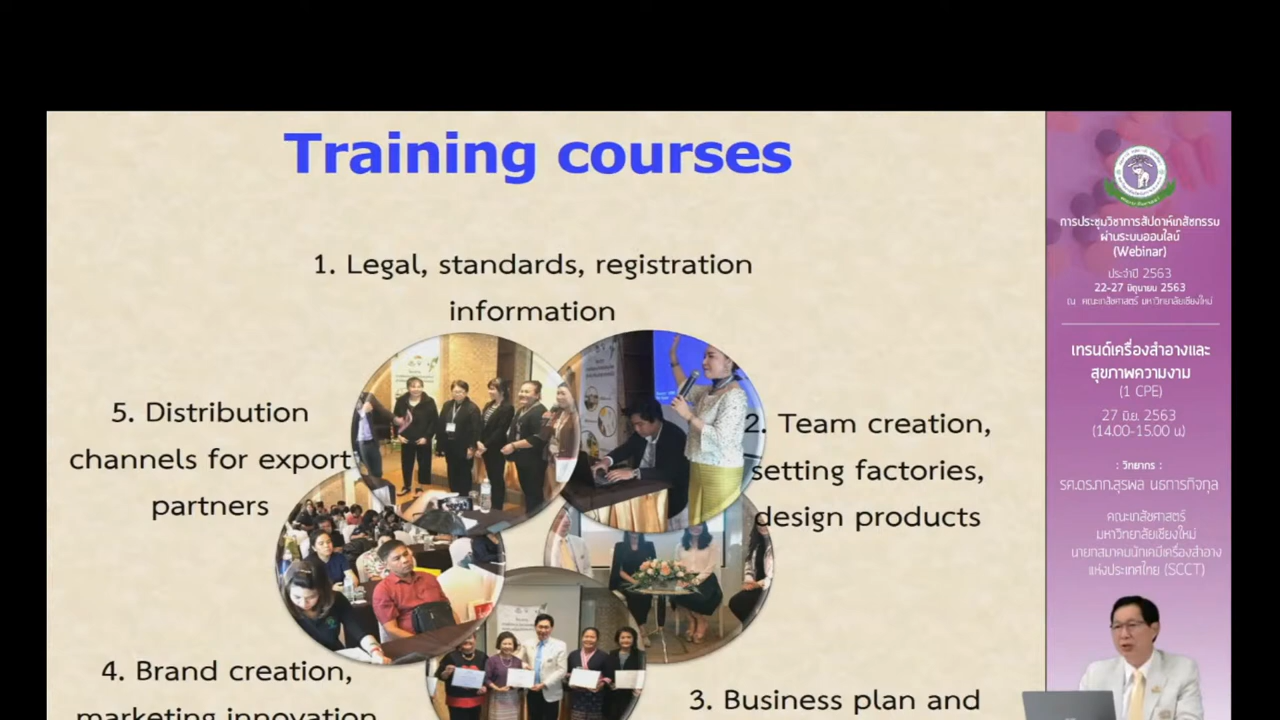 Training courses
1. Legal, standards, registration
information
5. Distribution
channels for export
partners
2. Team creation,
setting factories,
design products
4. Brand creation,
marketing innovation
3. Business plan and
การประชุมวิชาการสัปดาห์เภสัชกรรม
ผ่านระบบออนไลน์
(Webinar)
ประจำปี 2563
22-27 มิถุนายน 2563
ณ คณะเภสัชศาสตร์ มหาวิทยาลัยเชียงใหม่
เทรนด์เครื่องสำอางและ
สุขภาพความงาม
(1 CPE)
27 มิ.ย. 2563
(14.00-15.00 น)
: วิทยากร :
รศ.ดร.ภก.สุรพล นธการกิจกุล
คณะเภสัชศาสตร์
มหาวิทยาลัยเชียงใหม่
นายกสมาคมนักเคมีเครื่องสำอาง
แห่งประเทศไทย (SCCT)